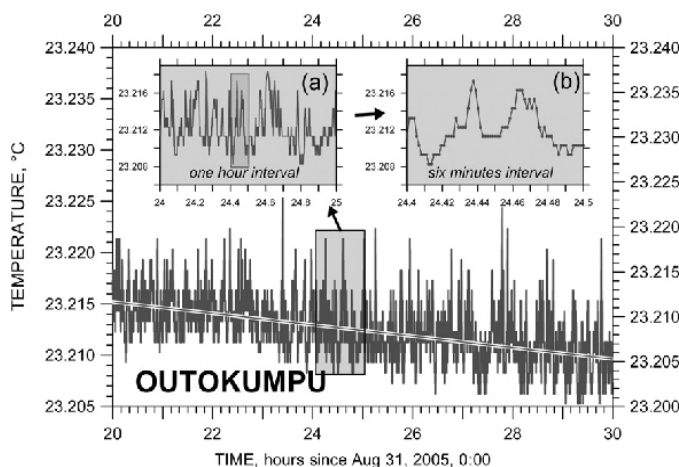 20 22 24 26 28 30
23.240 23.240
23.235 23.235
23.230 23.230
23.225 23.225
23.220 23.220
23.215 23.215
23.210 23.210
23.205 23.205
23.200
TEMPERATURE, °C
(a)
23.216
23.212
23.208
one hour interval
24 24.2 24.4 24.6 24.8 25
(b)
23.216
23.212
23.208
six minutes interval
24.4 24.42 24.44 24.46 24.48 24.5
OUTOKUMPU
20 22 24 26 28 30
TIME, hours since Aug 31, 2005, 0:00